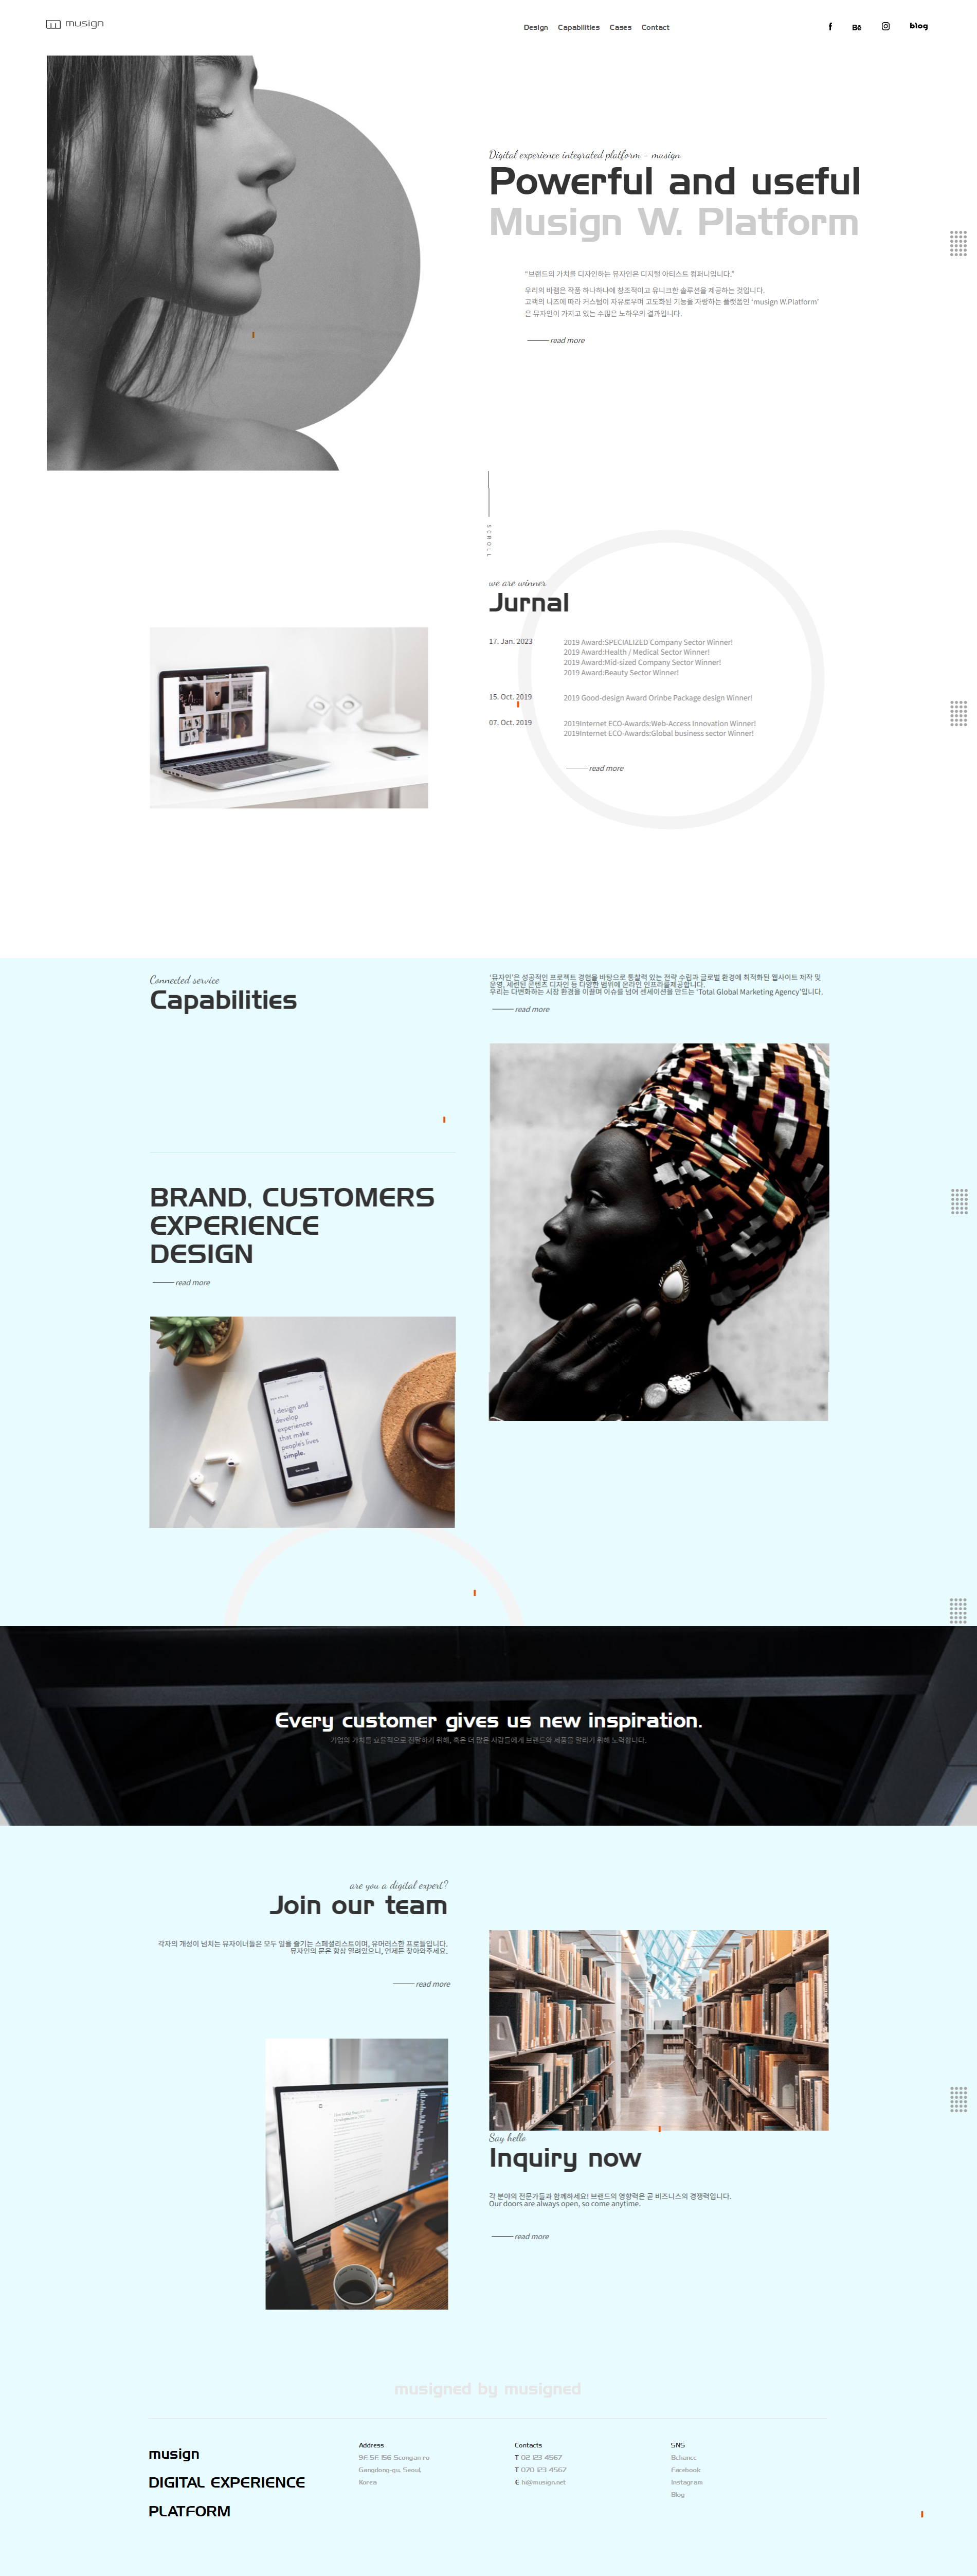 musign
Design Capabilities Cases Contact
f Bē blog
Digital experience integrated platform - musign
Powerful and useful
Musign W. Platform
“브랜드의 가치를 디자인하는 뮤자인은 디지털 아티스트 컴퍼니입니다.”
우리의 바램은 작품 하나하나에 창조적이고 유니크한 솔루션을 제공하는 것입니다.
고객의 니즈에 따라 커스텀이 자유로우며 고도화된 기능을 자랑하는 플랫폼인 ‘musign W.Platform’
은 뮤자인이 가지고 있는 수많은 노하우의 결과입니다.
read more
SCROLL
we are winner
Jurnal
17. Jan. 2023
2019 Award:SPECIALIZED Company Sector Winner!
2019 Award:Health / Medical Sector Winner!
2019 Award:Mid-sized Company Sector Winner!
2019 Award:Beauty Sector Winner!
15. Oct. 2019
2019 Good-design Award Orinbe Package design Winner!
07. Oct. 2019
2019Internet ECO-Awards:Web-Access Innovation Winner!
2019Internet ECO-Awards:Global business sector Winner!
read more
Connected service
Capabilities
‘뮤자인’은 성공적인 프로젝트 경험을 바탕으로 통찰력 있는 전략 수립과 글로벌 환경에 최적화된 웹사이트 제작 및
운영, 세련된 콘텐츠 디자인 등 다양한 범위에 온라인 인프라를제공합니다.
우리는 다변화하는 시장 환경을 이끌며 이슈를 넘어 센세이션을 만드는 ‘Total Global Marketing Agency’입니다.
read more
BRAND, CUSTOMERS
EXPERIENCE
DESIGN
read more
I design and
develop
experiences
that make
people's lives
simple.
Every customer gives us new inspiration.
기업의 가치를 효율적으로 전달하기 위해, 혹은 더 많은 사람들에게 브랜드와 제품을 알리기 위해 노력합니다.
are you a digital expert?
Join our team
각자의 개성이 넘치는 뮤자이너들은 모두 일을 즐기는 스페셜리스트이며, 유머러스한 프로들입니다.
뮤자인의 문은 항상 열려있으니, 언제든 찾아와주세요.
read more
Say hello
Inquiry now
각 분야의 전문가들과 함께하세요! 브랜드의 영향력은 곧 비즈니스의 경쟁력입니다.
Our doors are always open, so come anytime.
read more
musigned by musigned
musign
DIGITAL EXPERIENCE
PLATFORM
Address
9F, 5F, 156 Seongan-ro
Gangdong-gu, Seoul,
Korea
Contacts
T 02 123 4567
T 070 123 4567
E hi@musign.net
SNS
Behance
Facebook
Instagram
Blog